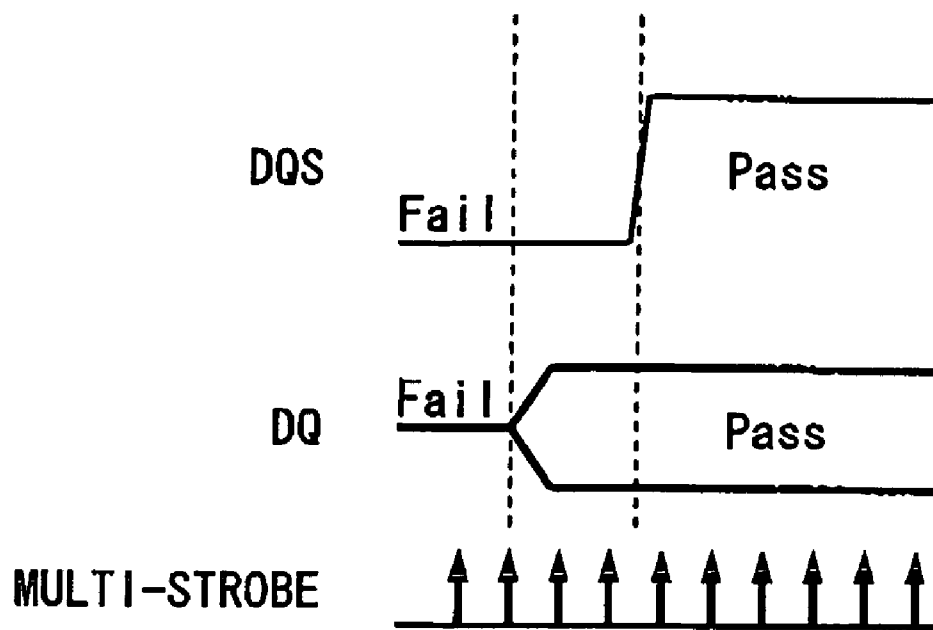 DQS
Fail
Pass
DQ
Fail
Pass
MULTI-STROBE